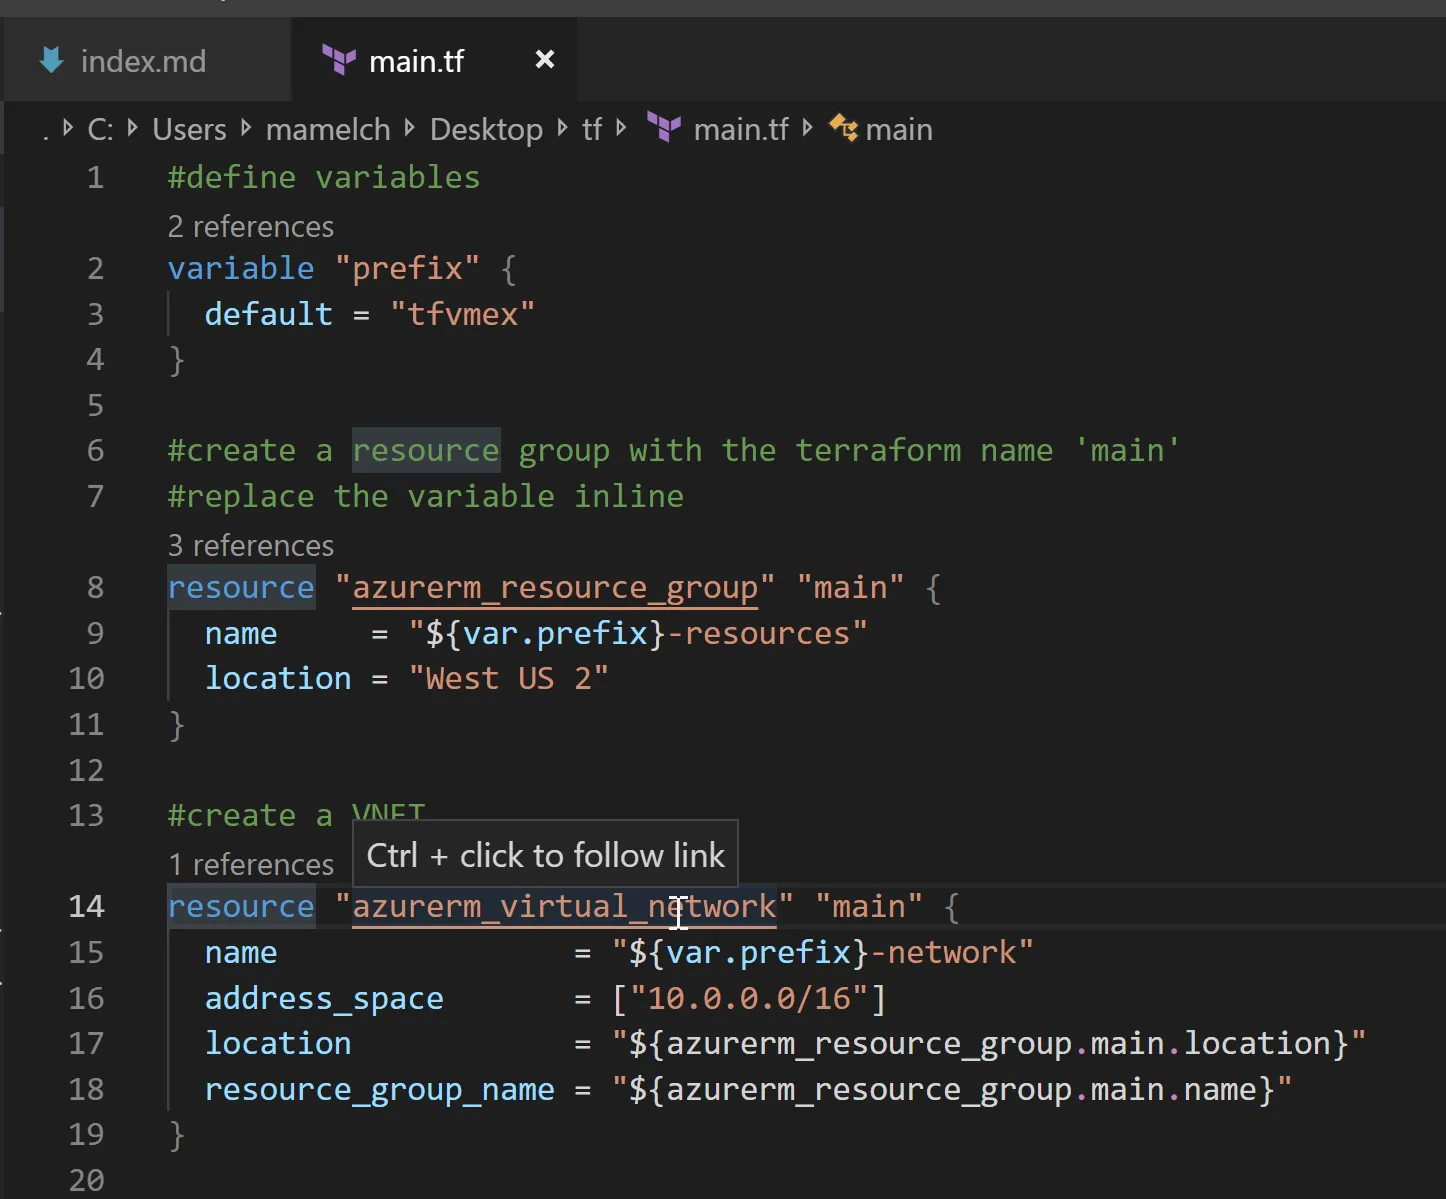 index.md main.tf ×
. C: Users mamelch Desktop tf main.tf main
1 #define variables
2 references
2 variable "prefix" {
3 default = "tfvmex"
4 }
5
6 #create a resource group with the terraform name 'main'
7 #replace the variable inline
3 references
8 resource "azurerm_resource_group" "main" {
9 name = "${var.prefix}-resources"
10 location = "West US 2"
11 }
12
13 #create a VNET
Ctrl + click to follow link
1 references
14 resource "azurerm_virtual_network" "main" {
15 name = "${var.prefix}-network"
16 address_space = ["10.0.0.0/16"]
17 location = "${azurerm_resource_group.main.location}"
18 resource_group_name = "${azurerm_resource_group.main.name}"
19 }
20